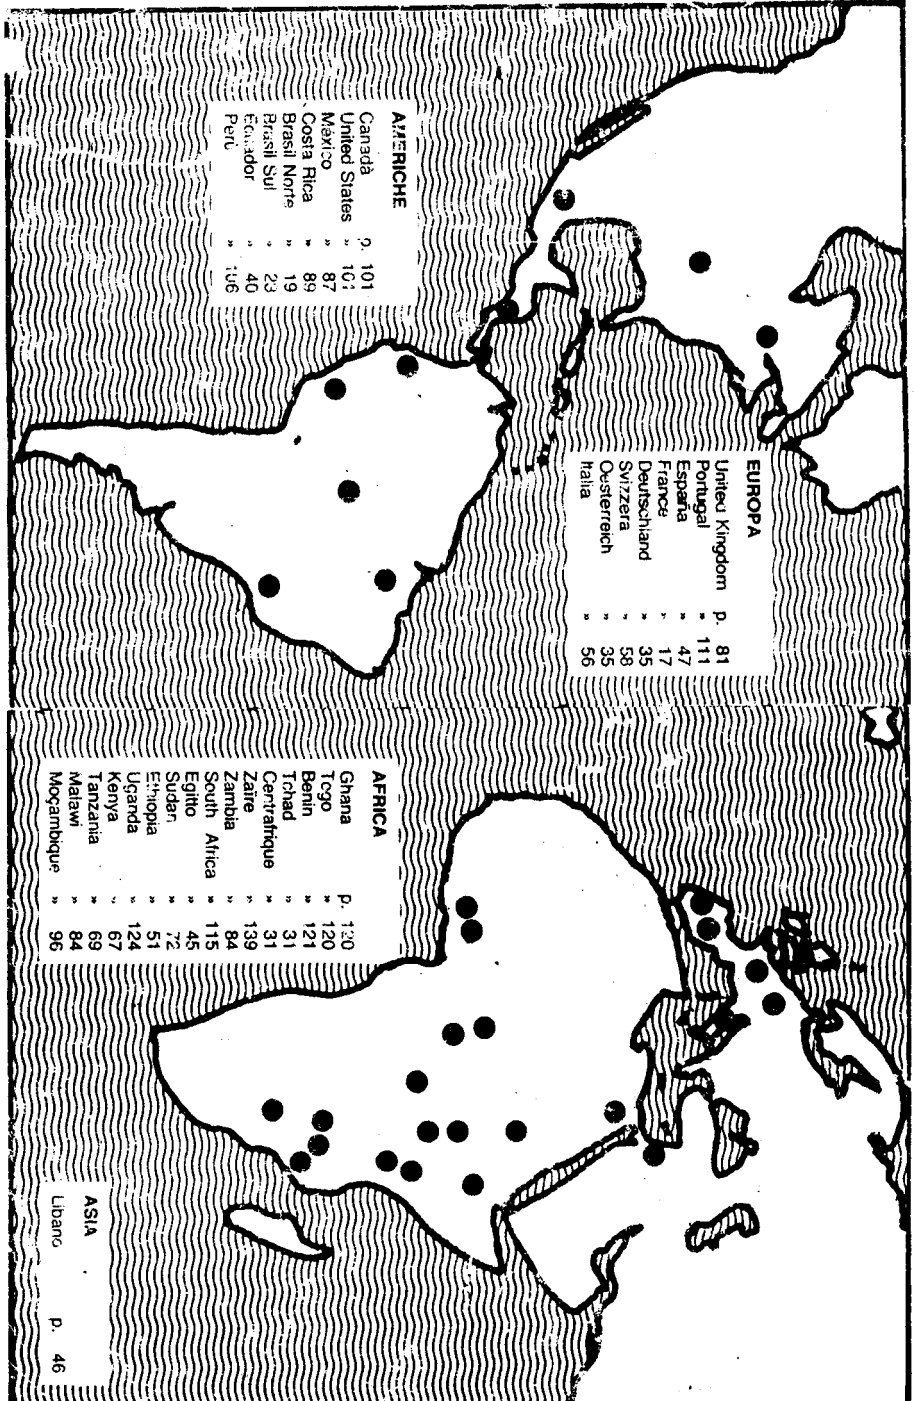 AMERICHE
Canadà p. 101
United States » 101
México » 87
Costa Rica » 89
Brasil Norte » 19
Brasil Sul » 23
Ecuador » 40
Perù » 106
EUROPA
United Kingdom p. 81
Portugal » 111
España » 47
France » 17
Deutschland » 35
Svizzera » 58
Oesterreich » 35
Italia » 56
AFRICA
Ghana p. 120
Togo » 120
Benin » 121
Tchad » 31
Centrafrique » 31
Zaïre » 139
Zambia » 84
South Africa » 115
Egitto » 45
Sudan » 72
Ethiopia » 51
Uganda » 124
Kenya » 67
Tanzania » 69
Malawi » 84
Moçambique » 96
ASIA
Libano p. 46